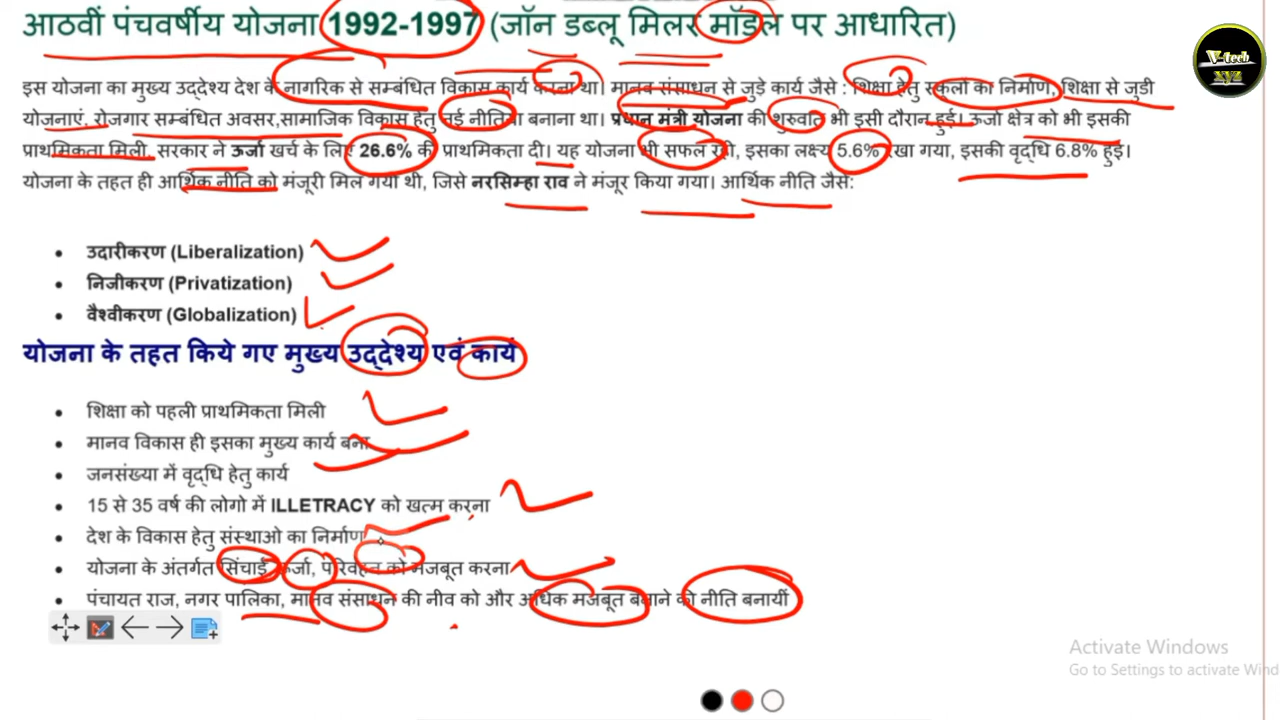 आठवीं पंचवर्षीय योजना 1992-1997 (जॉन डब्लू मिलर मॉडल पर आधारित)
V-tech
xyz
इस योजना का मुख्य उद्देश्य देश के नागरिक से सम्बंधित विकास कार्य करना था। मानव संसाधन से जुड़े कार्य जैसे : शिक्षा हेतु स्कूलों का निर्माण, शिक्षा से जुडी
योजनाएं, रोजगार सम्बंधित अवसर,सामाजिक विकास हेतु नई नीतियां बनाना था। प्रधान मंत्री योजना की शुरुवात भी इसी दौरान हुई। ऊर्जा क्षेत्र को भी इसकी
प्राथमिकता मिली, सरकार ने ऊर्जा खर्च के लिए 26.6% की प्राथमिकता दी। यह योजना भी सफल रही, इसका लक्ष्य 5.6% रखा गया, इसकी वृद्धि 6.8% हुई।
योजना के तहत ही आर्थिक नीति को मंजूरी मिल गयी थी, जिसे नरसिम्हा राव ने मंजूर किया गया। आर्थिक नीति जैसे:
• उदारीकरण (Liberalization)
• निजीकरण (Privatization)
• वैश्वीकरण (Globalization)
योजना के तहत किये गए मुख्य उद्देश्य एवं कार्य
• शिक्षा को पहली प्राथमिकता मिली
• मानव विकास ही इसका मुख्य कार्य बना
• जनसंख्या में वृद्धि हेतु कार्य
• 15 से 35 वर्ष की लोगो में ILLETRACY को खत्म करना
• देश के विकास हेतु संस्थाओ का निर्माण
• योजना के अंतर्गत सिंचाई, ऊर्जा, परिवहन को मजबूत करना
• पंचायत राज, नगर पालिका, मानव संसाधन की नीव को और अधिक मजबूत बनाने की नीति बनायीं
Activate Windows
Go to Settings to activate Wind